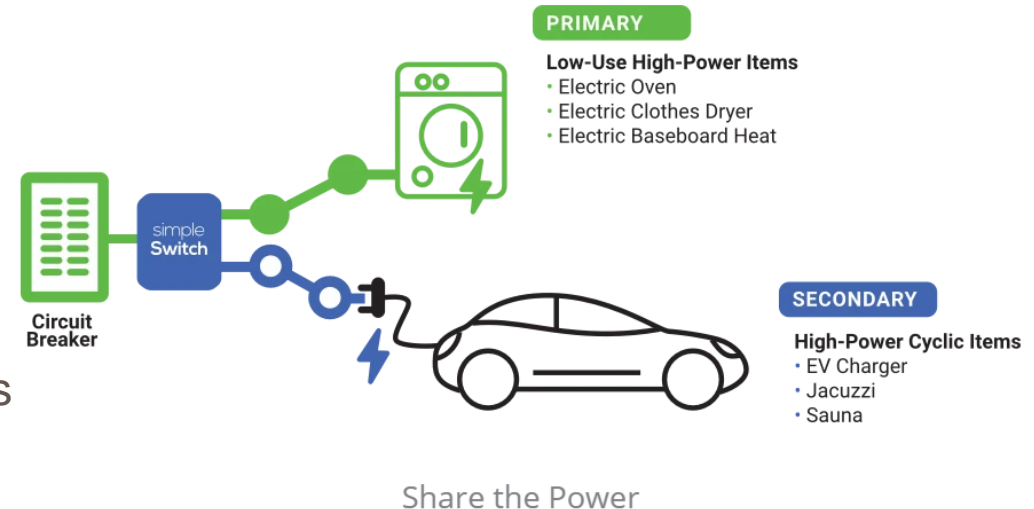 PRIMARY
Low-Use High-Power Items
• Electric Oven
• Electric Clothes Dryer
• Electric Baseboard Heat
simple
Switch
Circuit
Breaker
SECONDARY
High-Power Cyclic Items
• EV Charger
• Jacuzzi
• Sauna
s
Share the Power